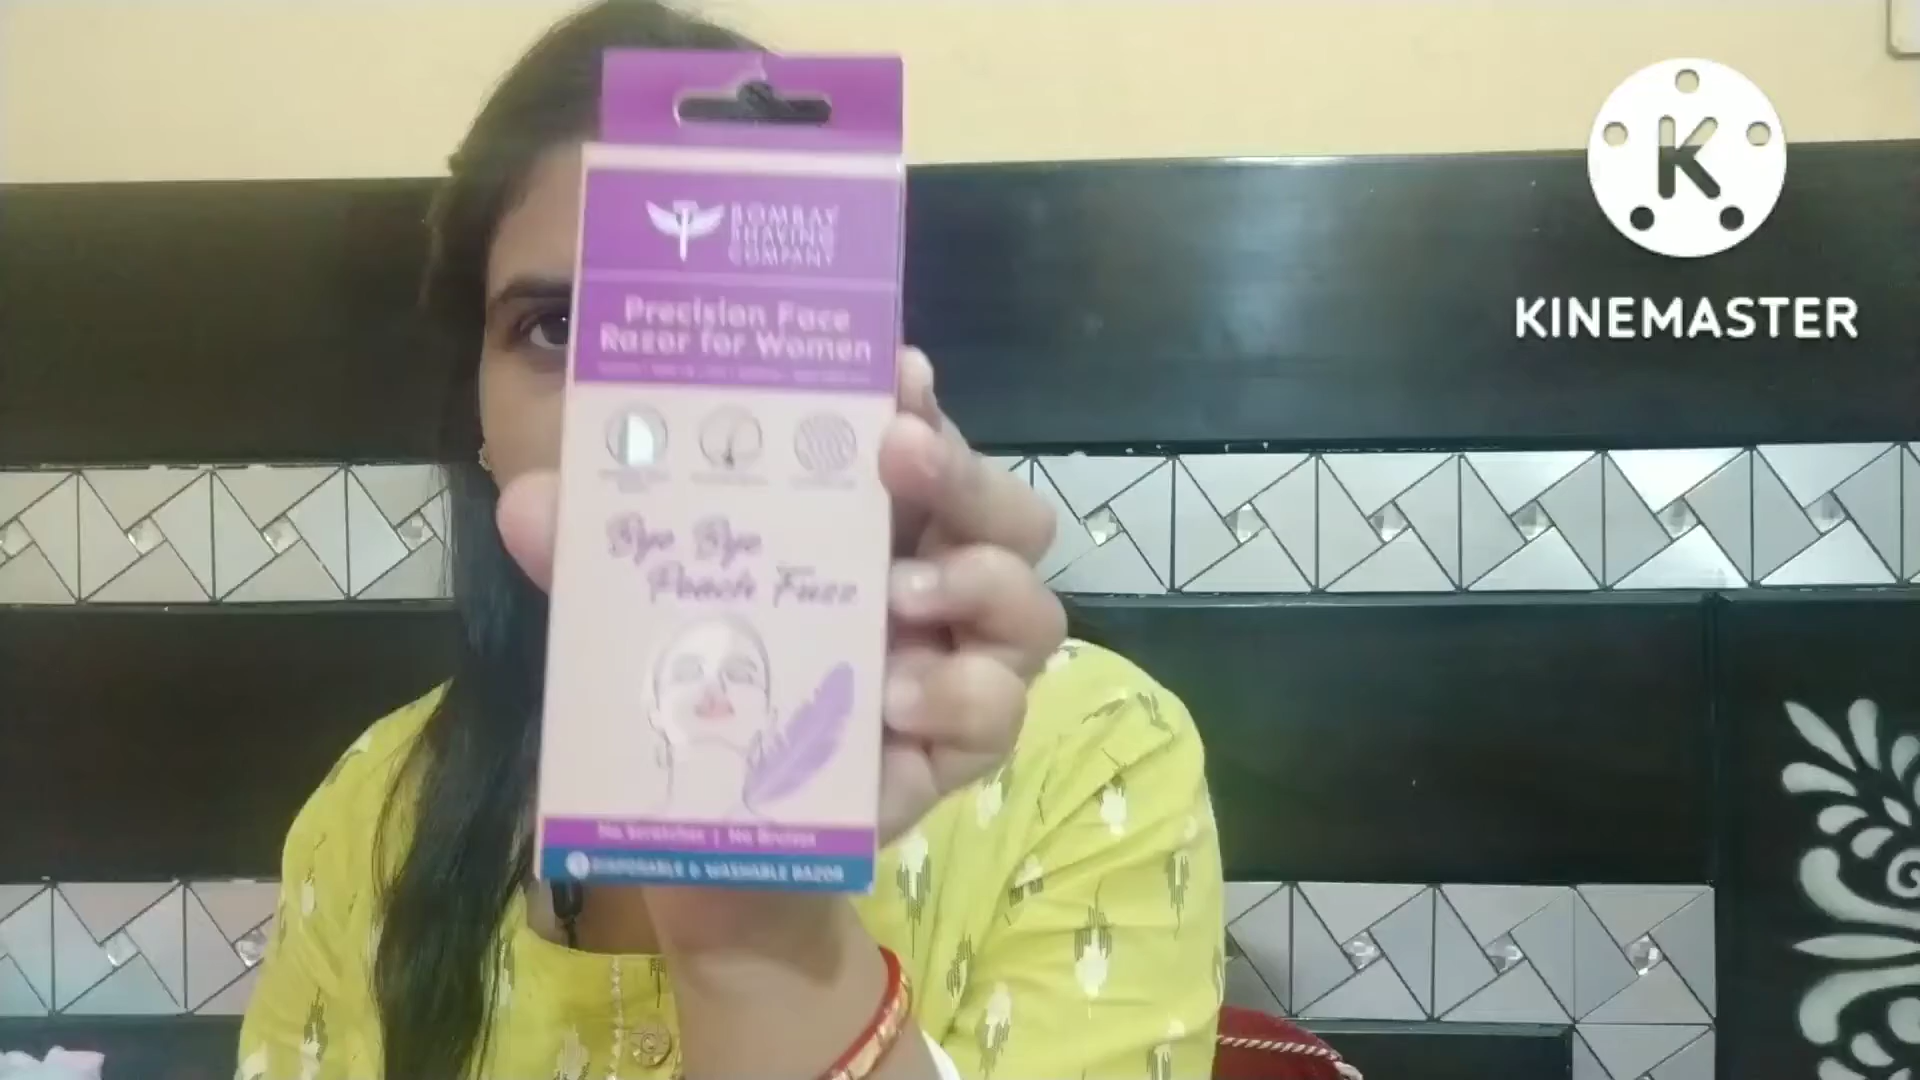 BOMBAY
SHAVING
COMPANY
Precision Face
Razor for Women
Bye Bye
Peach Fuzz
No Scratches | No Bruises
DISPOSABLE & WASHABLE RAZOR
K
KINEMASTER